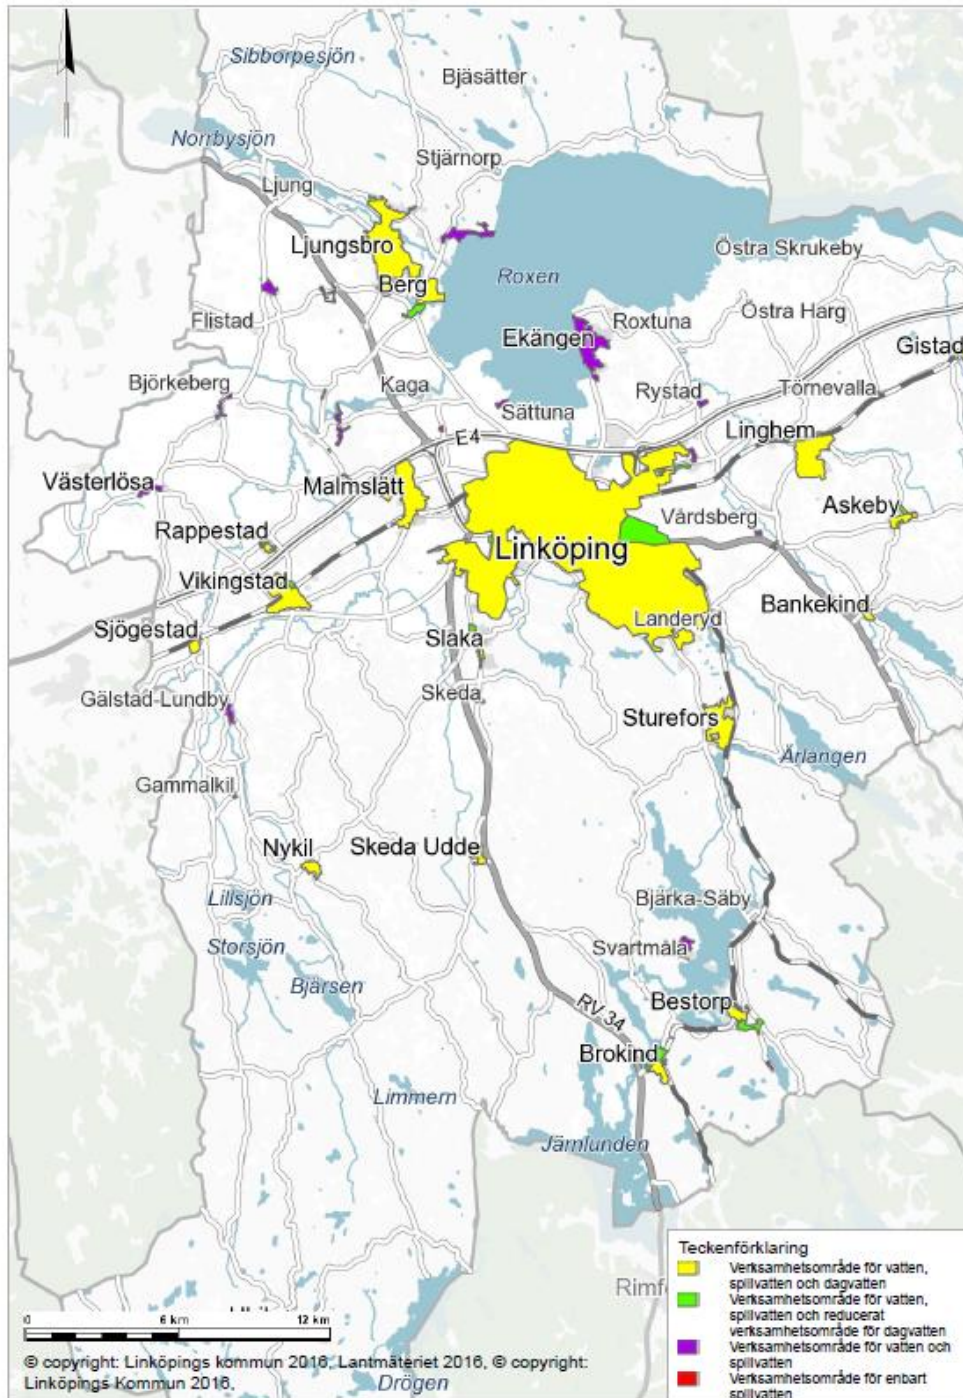 Sibborpesjön
Bjäsätter
Norrbysjön
Stjärnorp
Ljung
Ljungsbro
Östra Skrukeby
Roxen
Berg
Flistad
Östra Harg
Roxtuna
Ekängen
Gistad
Björkeberg
Kaga
Rystad
Törnevalla
Sättuna
Linghem
E4
Västerlösa
Malmslätt
Askeby
Rappestad
Vårdsberg
Linköping
Vikingstad
Bankekind
Sjögestad
Landeryd
Slaka
Gälstad-Lundby
Skeda
Sturefors
Ärlangen
Gammalkil
Nykil
Skeda Udde
Lillsjön
Bjärka-Säby
Storsjön
Svartmåla
Bjärsen
Bestorp
RV 34
Brokind
Limmern
Järnlunden
Teckenförklaring
Verksamhetsområde för vatten,
spillvatten och dagvatten
Verksamhetsområde för vatten,
spillvatten och reducerat
verksamhetsområde för dagvatten
Verksamhetsområde för vatten och
spillvatten
Verksamhetsområde för enbart
spillvatten
0 6 km 12 km
© copyright: Linköpings kommun 2016, Lantmäteriet 2016, © copyright:
Linköpings Kommun 2016,
Drögen